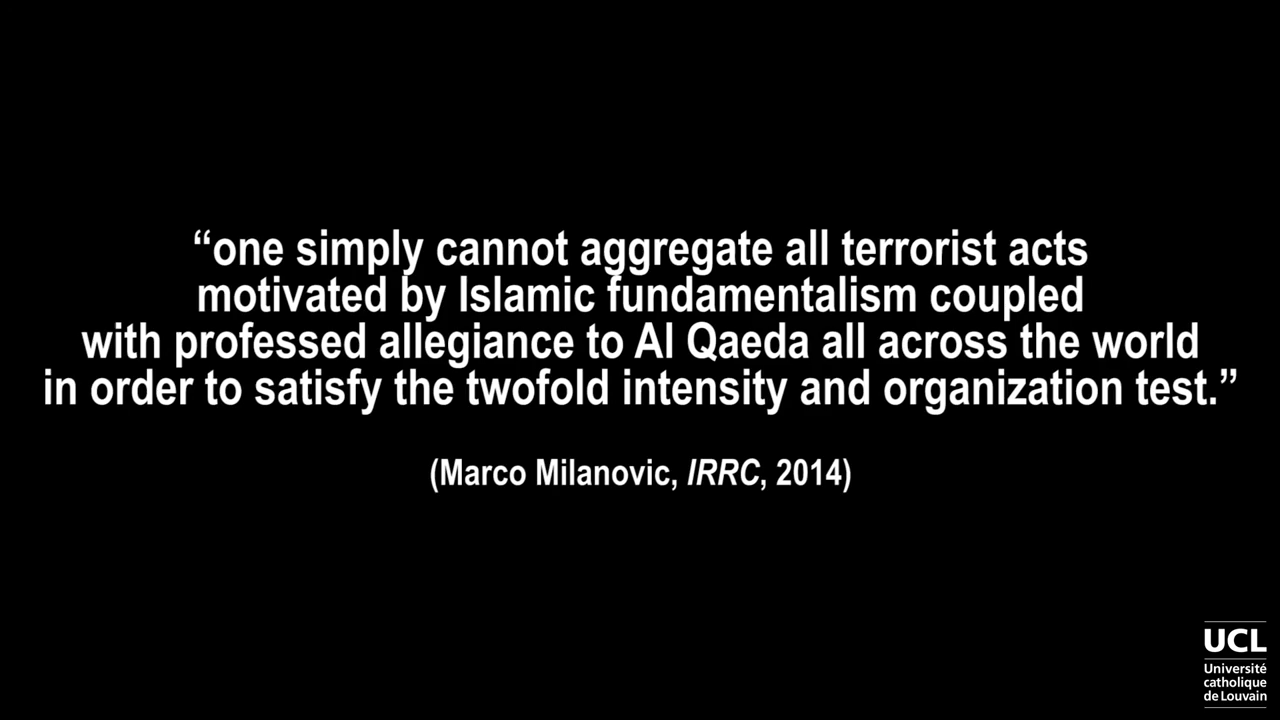 “one simply cannot aggregate all terrorist acts
motivated by Islamic fundamentalism coupled
with professed allegiance to Al Qaeda all across the world
in order to satisfy the twofold intensity and organization test.”
(Marco Milanovic, IRRC, 2014)
UCL
Université
catholique
de Louvain